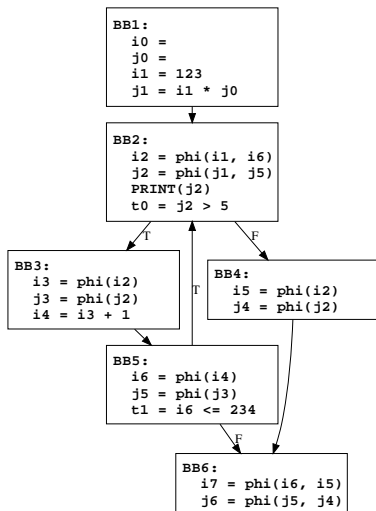 BB1:
i0 =
j0 =
i1 = 123
j1 = i1 * j0
BB2:
i2 = phi(i1, i6)
j2 = phi(j1, j5)
PRINT(j2)
t0 = j2 > 5
T
F
BB3:
i3 = phi(i2)
j3 = phi(j2)
i4 = i3 + 1
T
BB4:
i5 = phi(i2)
j4 = phi(j2)
BB5:
i6 = phi(i4)
j5 = phi(j3)
t1 = i6 <= 234
F
BB6:
i7 = phi(i6, i5)
j6 = phi(j5, j4)